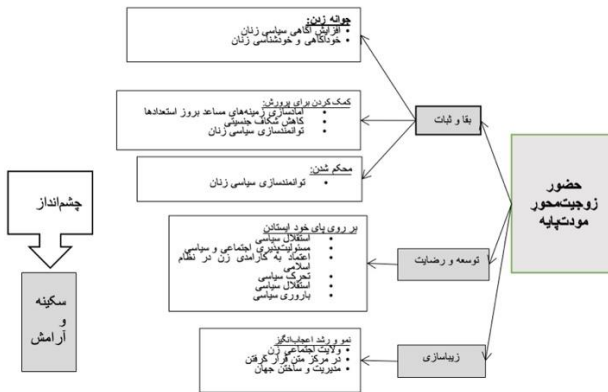 حضور
زوجیت‌محور
مودت‌پایه
بقا و ثبات
جوانه زدن:
• افزایش آگاهی سیاسی زنان
• خودآگاهی و خودشناسی زنان
کمک کردن برای پرورش:
• آماده‌سازی زمینه‌های مساعد بروز استعدادها
• کاهش شکاف جنسیتی
• توانمندسازی سیاسی زنان
محکم شدن:
• توانمندسازی سیاسی زنان
توسعه و رضایت
بر روی پای خود ایستادن
• استقلال سیاسی
• مسئولیت‌پذیری اجتماعی و سیاسی
• اعتماد به کارامدی زن در نظام
اسلامی
• تحرک سیاسی
• استقلال سیاسی
• باروری سیاسی
زیباسازی
نمو و رشد اعجاب‌انگیز
• ولایت اجتماعی زن
• در مرکز متن قرار گرفتن
• مدیریت و ساختن جهان
چشم‌انداز
سکینه
و
آرامش